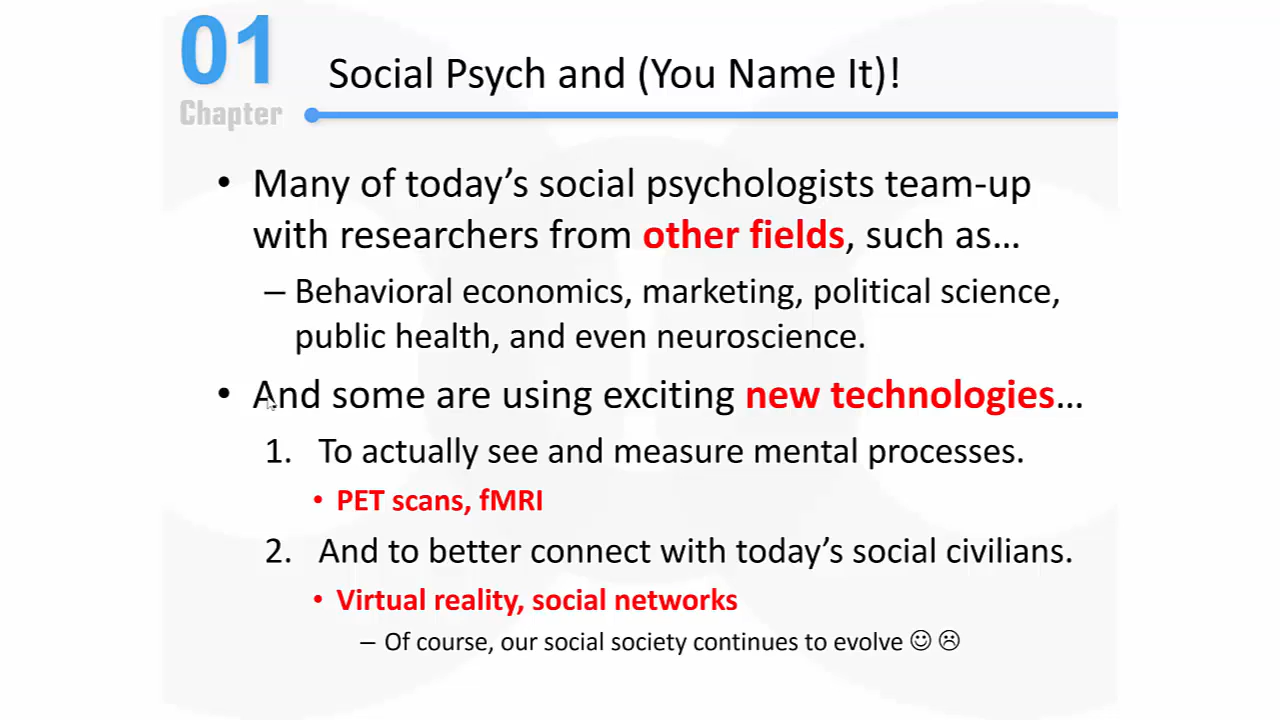 01
Chapter
Social Psych and (You Name It)!
• Many of today’s social psychologists team-up
with researchers from other fields, such as…
– Behavioral economics, marketing, political science,
public health, and even neuroscience.
• And some are using exciting new technologies…
1. To actually see and measure mental processes.
• PET scans, fMRI
2. And to better connect with today’s social civilians.
• Virtual reality, social networks
– Of course, our social society continues to evolve ☺ ☹